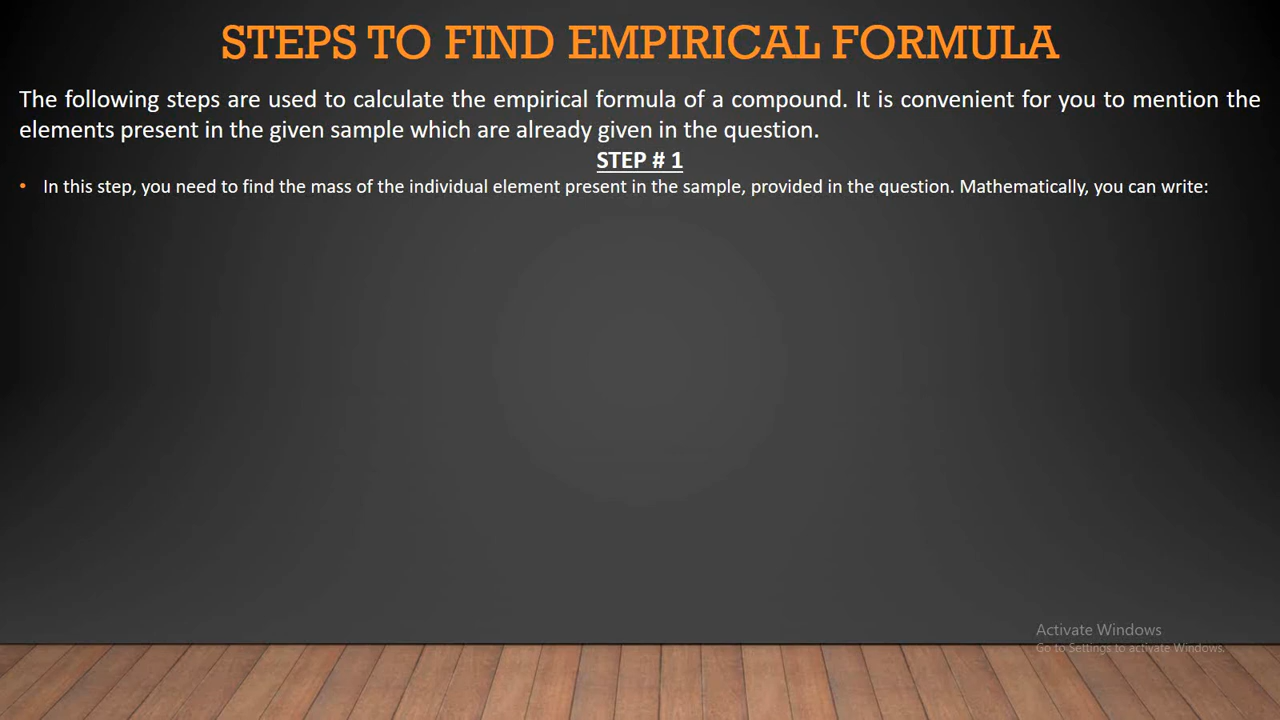 STEPS TO FIND EMPIRICAL FORMULA
The following steps are used to calculate the empirical formula of a compound. It is convenient for you to mention the
elements present in the given sample which are already given in the question.
STEP # 1
• In this step, you need to find the mass of the individual element present in the sample, provided in the question. Mathematically, you can write:
Activate Windows
Go to Settings to activate Windows.